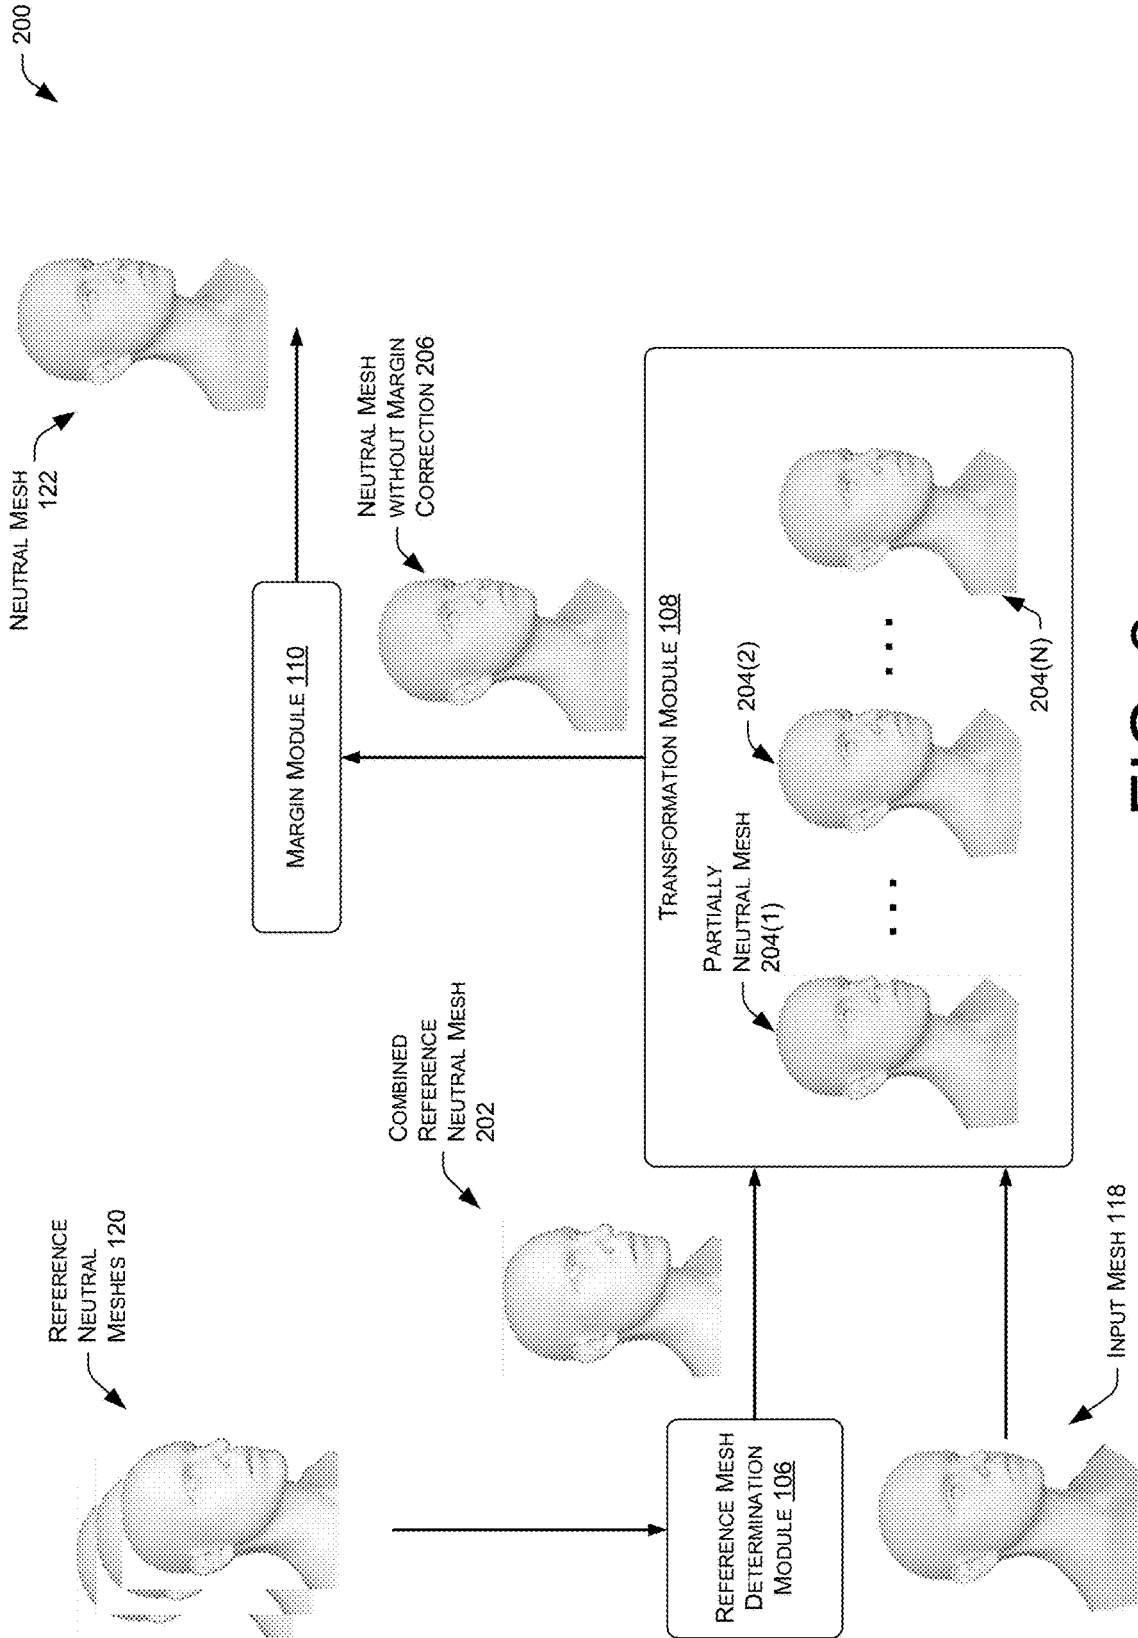 200
NEUTRAL MESH
122
MARGIN MODULE 110
NEUTRAL MESH
WITHOUT MARGIN
CORRECTION 206
REFERENCE
NEUTRAL
MESHES 120
COMBINED
REFERENCE
NEUTRAL MESH
202
REFERENCE MESH
DETERMINATION
MODULE 106
TRANSFORMATION MODULE 108
PARTIALLY
NEUTRAL MESH
204(1)
204(2)
204(N)
INPUT MESH 118